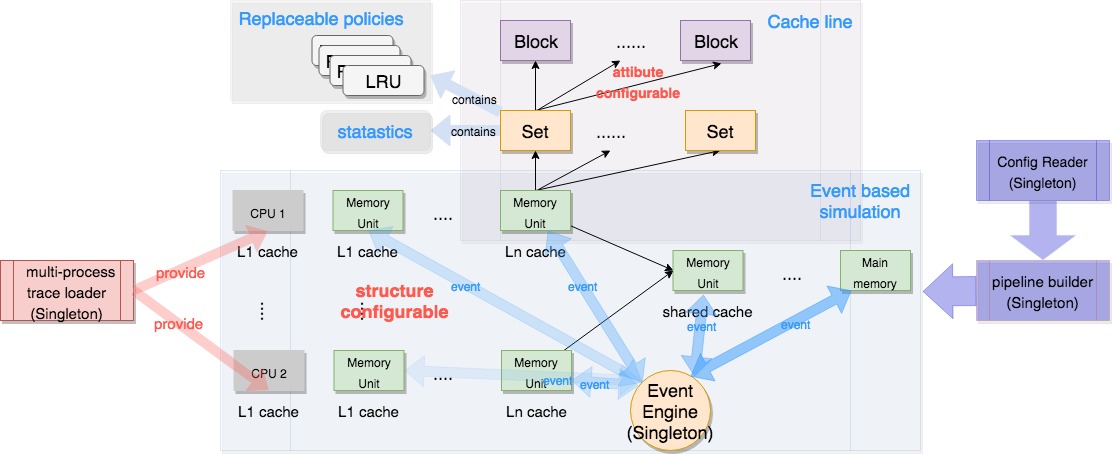 Replaceable policies
LRU
Cache line
Block
......
Block
attibute
configurable
contains
statastics
contains
Set
......
Set
Config Reader
(Singleton)
Event based
simulation
CPU 1
Memory
Unit
....
Memory
Unit
L1 cache
L1 cache
Ln cache
multi-process
trace loader
(Singleton)
provide
provide
structure
configurable
event
event
Memory
Unit
....
Main
memory
shared cache
event
event
pipeline builder
(Singleton)
CPU 2
Memory
Unit
....
Memory
Unit
event
event
L1 cache
L1 cache
Ln cache
Event
Engine
(Singleton)